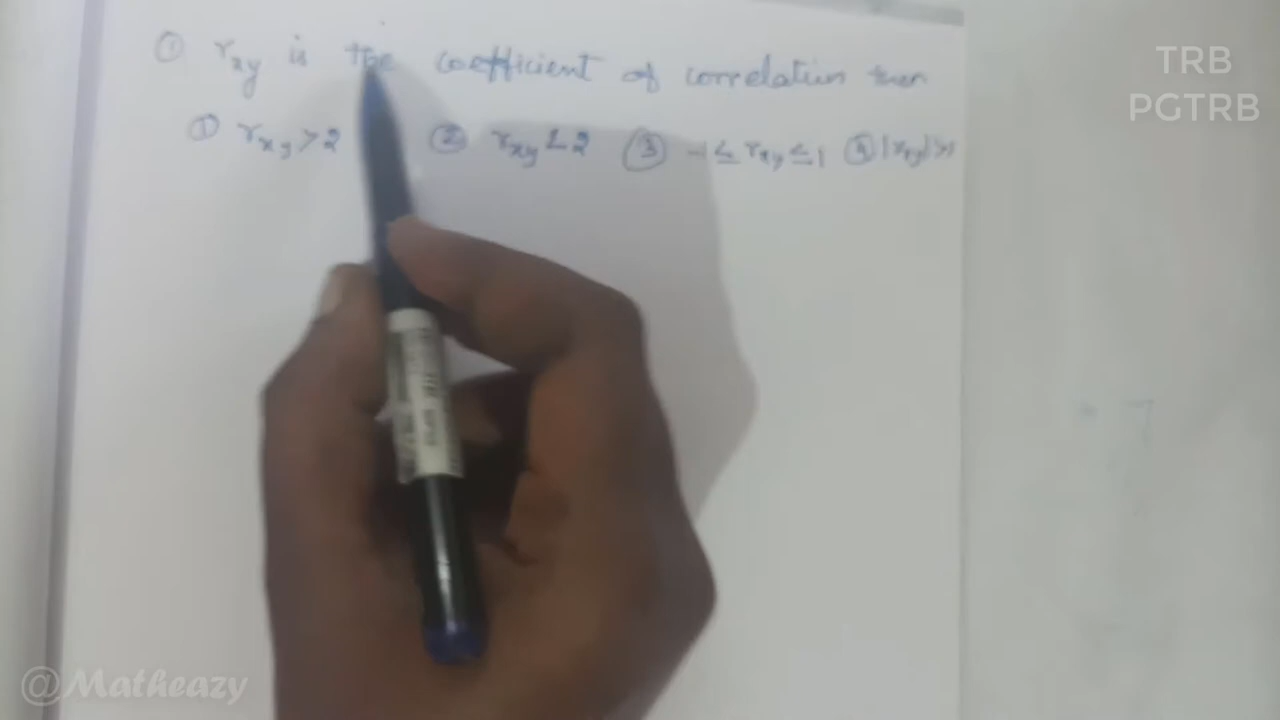 ① rxy is the coefficient of correlation then
① rxy > 2 ② rxy < 2 ③ -1 ≤ rxy ≤ 1 ④ |rxy| >
TRB
PGTRB
@Matheazy